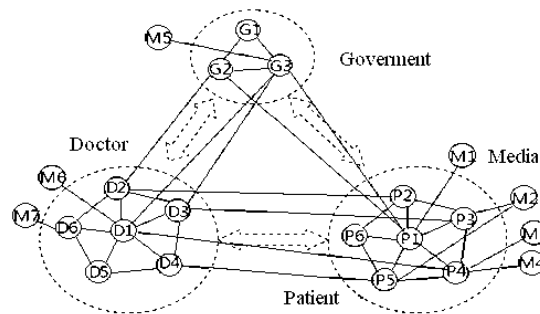 G1
M5
G2
G3
Goverment
Doctor
M1
Media
M6
D2
P2
M2
M7
D3
P3
D6
D1
P6
P1
M
D5
D4
P5
P4
M4
Patient